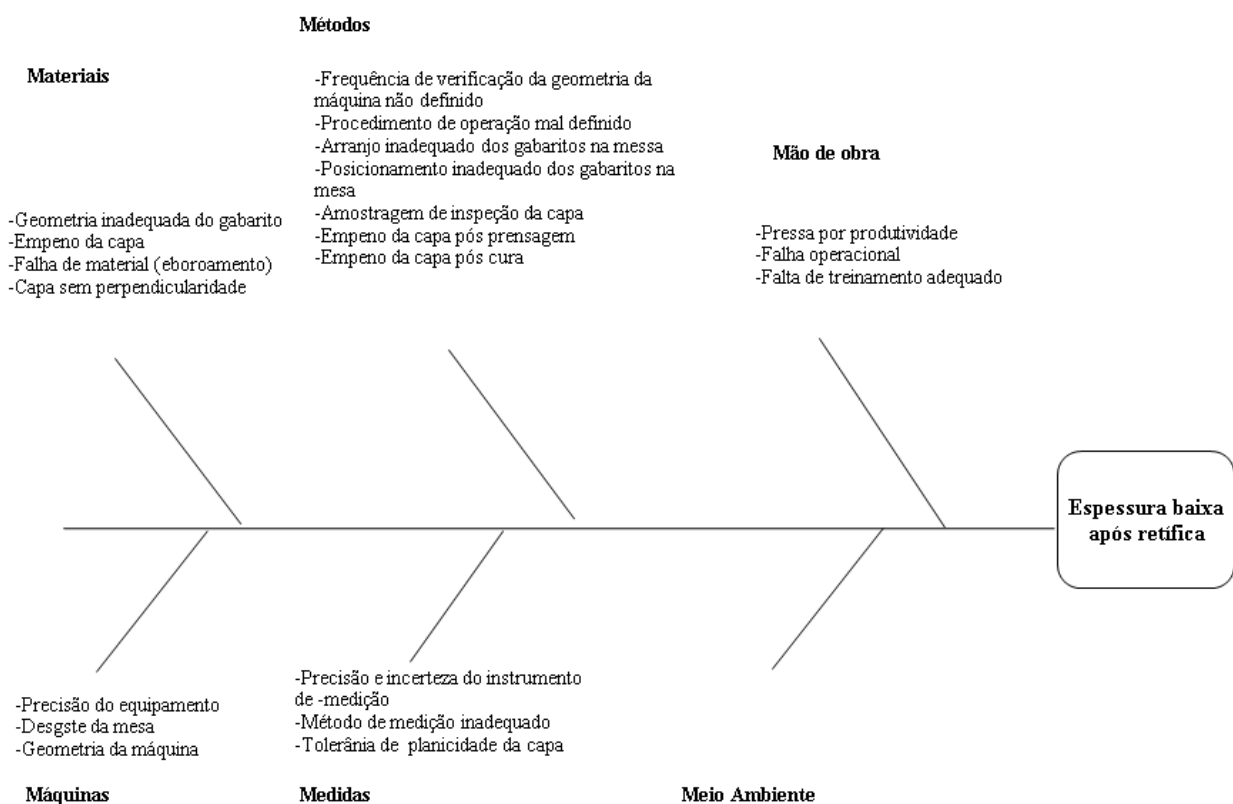 Métodos
Materiais
-Frequência de verificação da geometria da
máquina não definido
-Procedimento de operação mal definido
-Arranjo inadequado dos gabaritos na messa
-Posicionamento inadequado dos gabaritos na
mesa
-Amostragem de inspeção da capa
-Empeno da capa pós prensagem
-Empeno da capa pós cura
Mão de obra
-Geometria inadequada do gabarito
-Empeno da capa
-Falha de material (eboroamento)
-Capa sem perpendicularidade
-Pressa por produtividade
-Falha operacional
-Falta de treinamento adequado
Espessura baixa
após retífica
-Precisão do equipamento
-Desgste da mesa
-Geometria da máquina
-Precisão e incerteza do instrumento
de -medição
-Método de medição inadequado
-Tolerânia de planicidade da capa
Máquinas
Medidas
Meio Ambiente